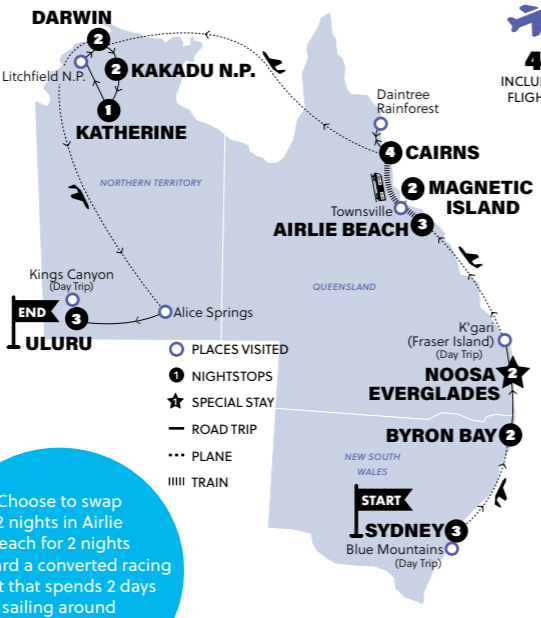 DARWIN
2
Litchfield N.P.
2
KAKADU N.P.
1
KATHERINE
4
Daintree
Rainforest
4
CAIRNS
NORTHERN TERRITORY
2
MAGNETIC
ISLAND
Townsville
AIRLIE BEACH
3
QUEENSLAND
Kings Canyon
(Day Trip)
END
3
ULURU
Alice Springs
K'gari
(Fraser Island)
(Day Trip)
NOOSA
EVERGLADES
2
PLACES VISITED
1 NIGHTSTOPS
1 SPECIAL STAY
ROAD TRIP
PLANE
TRAIN
BYRON BAY
2
NEW SOUTH
WALES
START
SYDNEY
3
Blue Mountains
(Day Trip)
Choose to swap
2 nights in Airlie
each for 2 nights
converted racing
that spends 2 days
sailing around